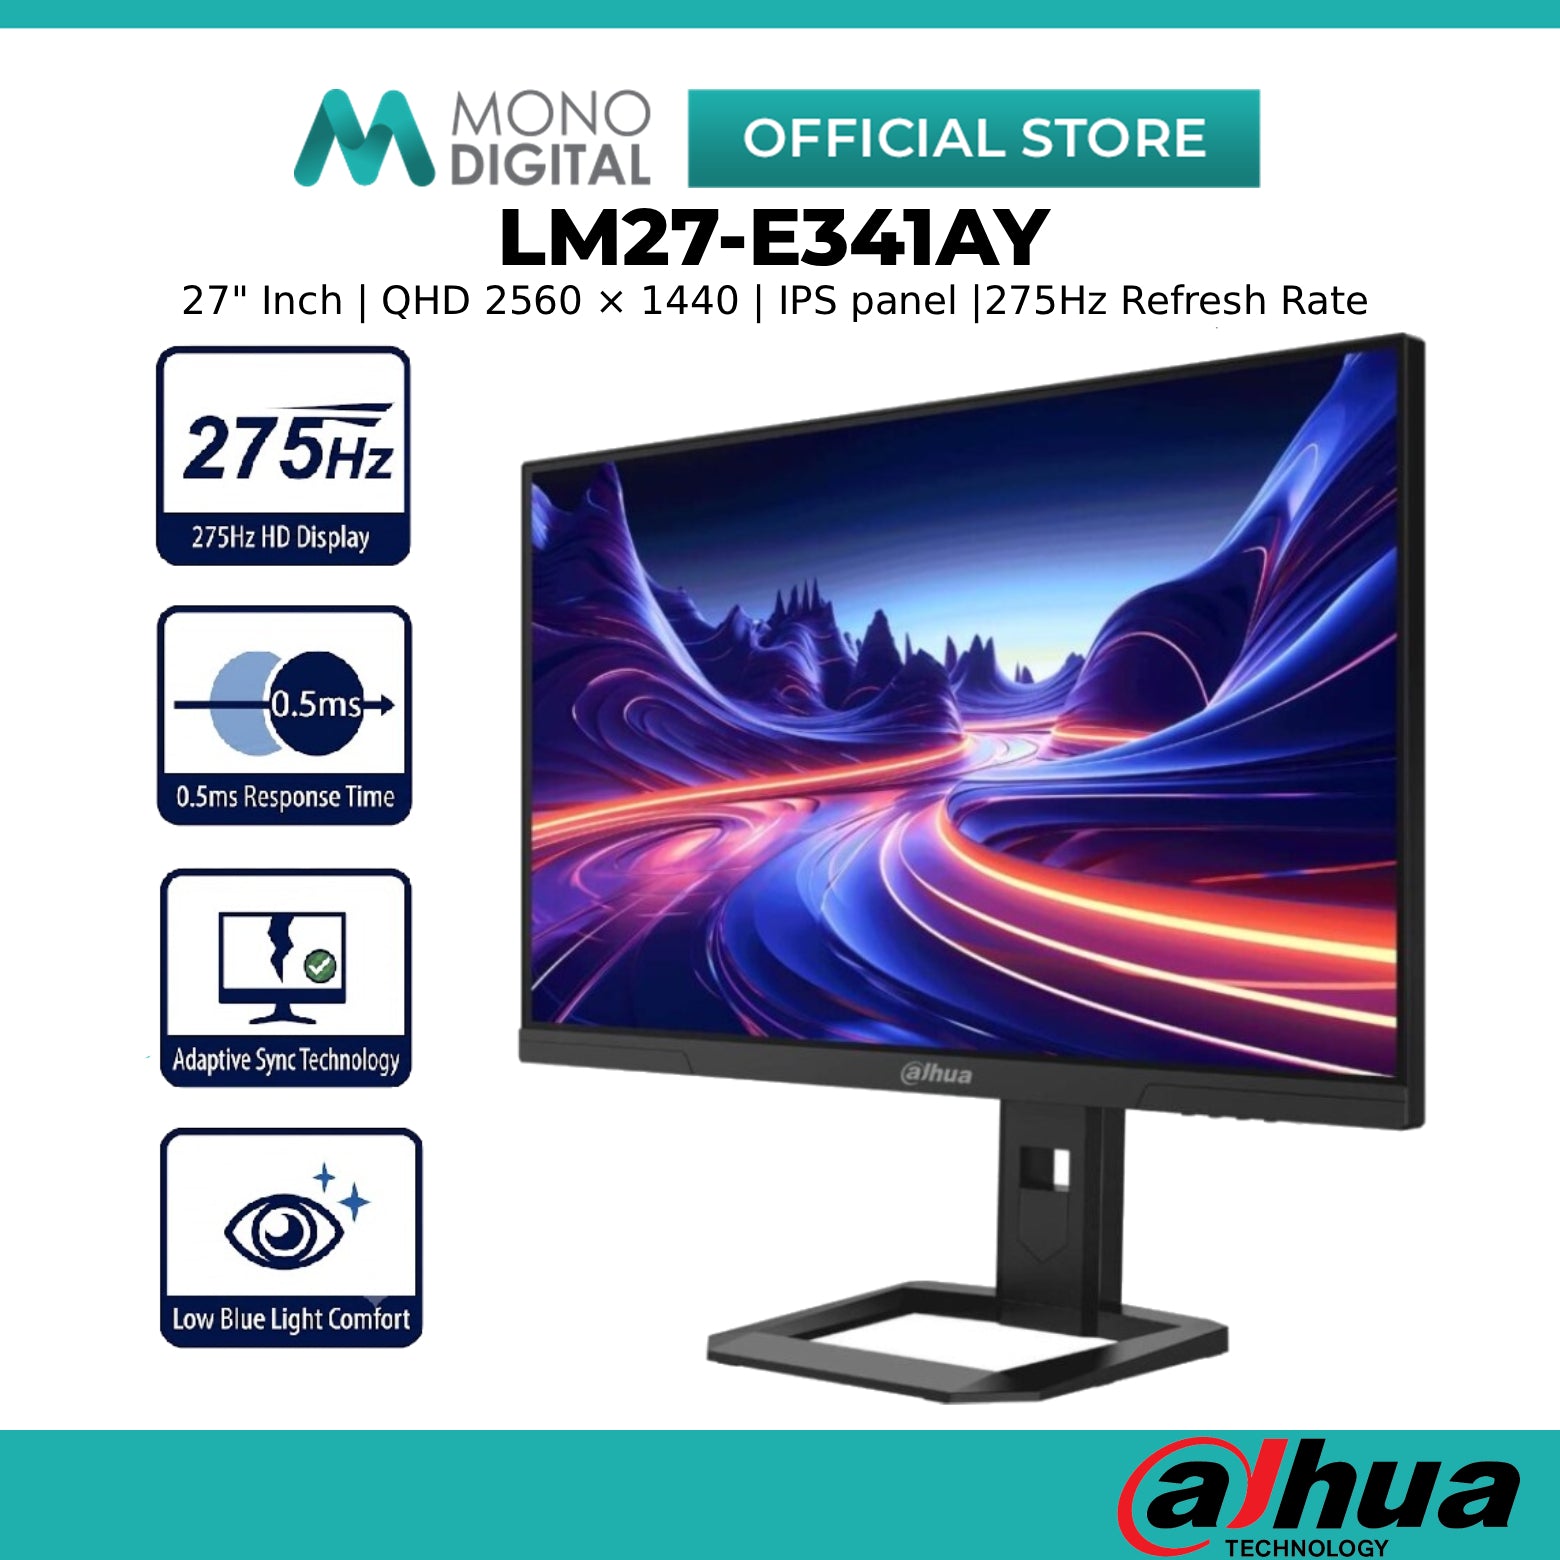 MONO
DIGITAL
OFFICIAL STORE
LM27-E341AY
27" Inch | QHD 2560 × 1440 | IPS panel |275Hz Refresh Rate
275Hz
275Hz HD Display
0.5ms
0.5ms Response Time
Adaptive Sync Technology
Low Blue Light Comfort
alhua
alhua
TECHNOLOGY